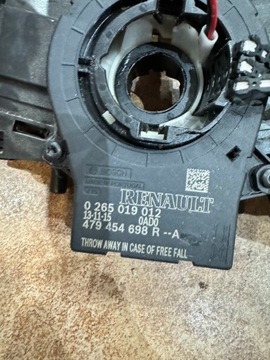 BOSCH
RENAULT
0 265 019 012
13-11-15 0AD0
479 454 698 R --A
THROW AWAY IN CASE OF FREE FALL